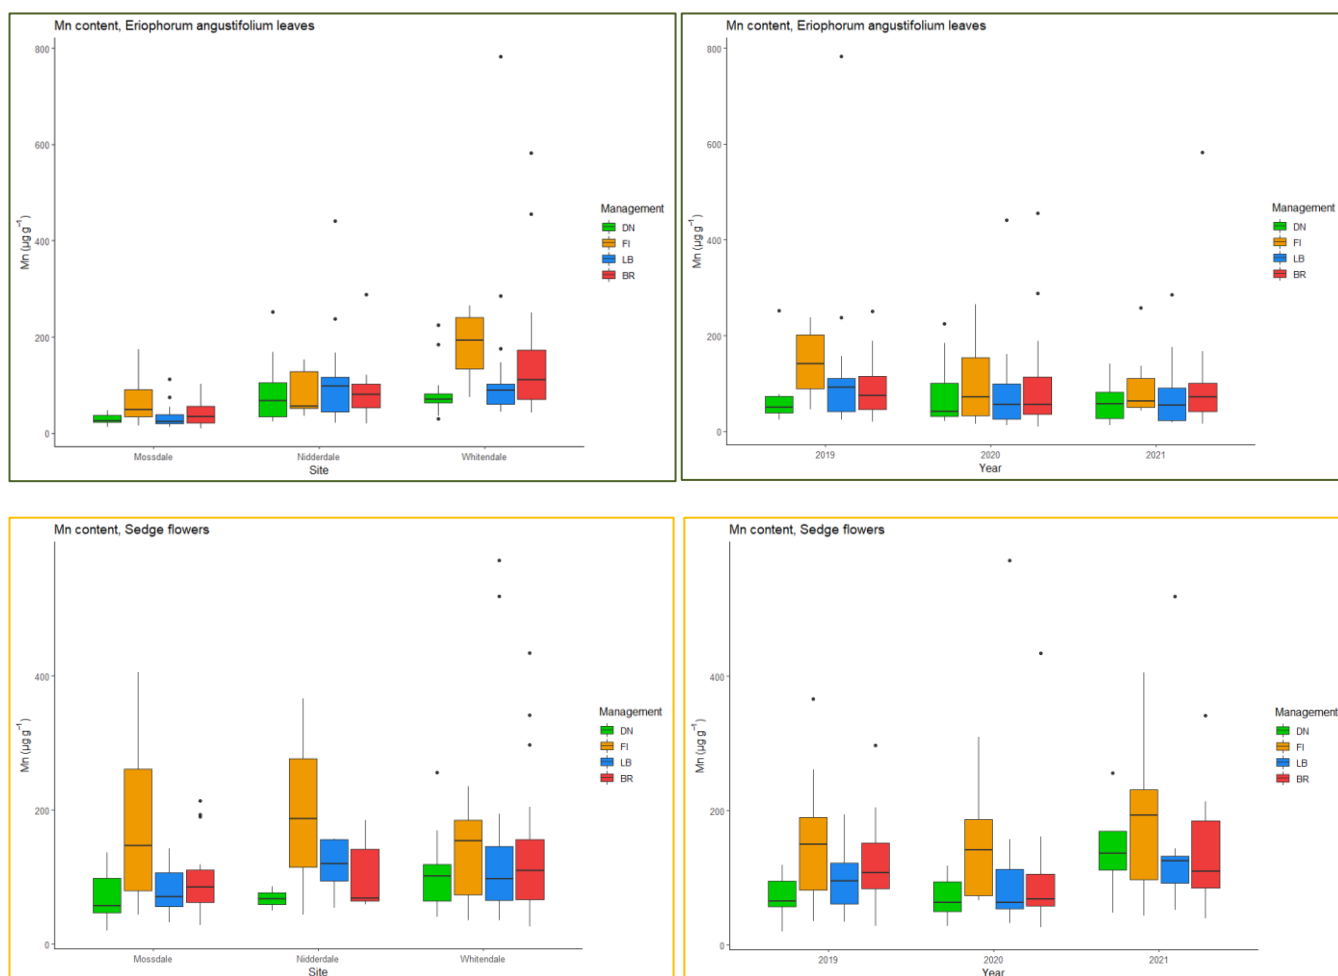 Mn content, Eriophorum angustifolium leaves
800
600
400
200
0
Mn (µg g⁻¹)
Mossdale Nidderdale Whitendale
Site
Management
DN
FI
LB
BR
Mn content, Eriophorum angustifolium leaves
800
600
400
200
0
Mn (µg g⁻¹)
2019 2020 2021
Year
Management
DN
FI
LB
BR
Mn content, Sedge flowers
400
200
0
Mn (µg g⁻¹)
Mossdale Nidderdale Whitendale
Site
Management
DN
FI
LB
BR
Mn content, Sedge flowers
400
200
0
Mn (µg g⁻¹)
2019 2020 2021
Year
Management
DN
FI
LB
BR